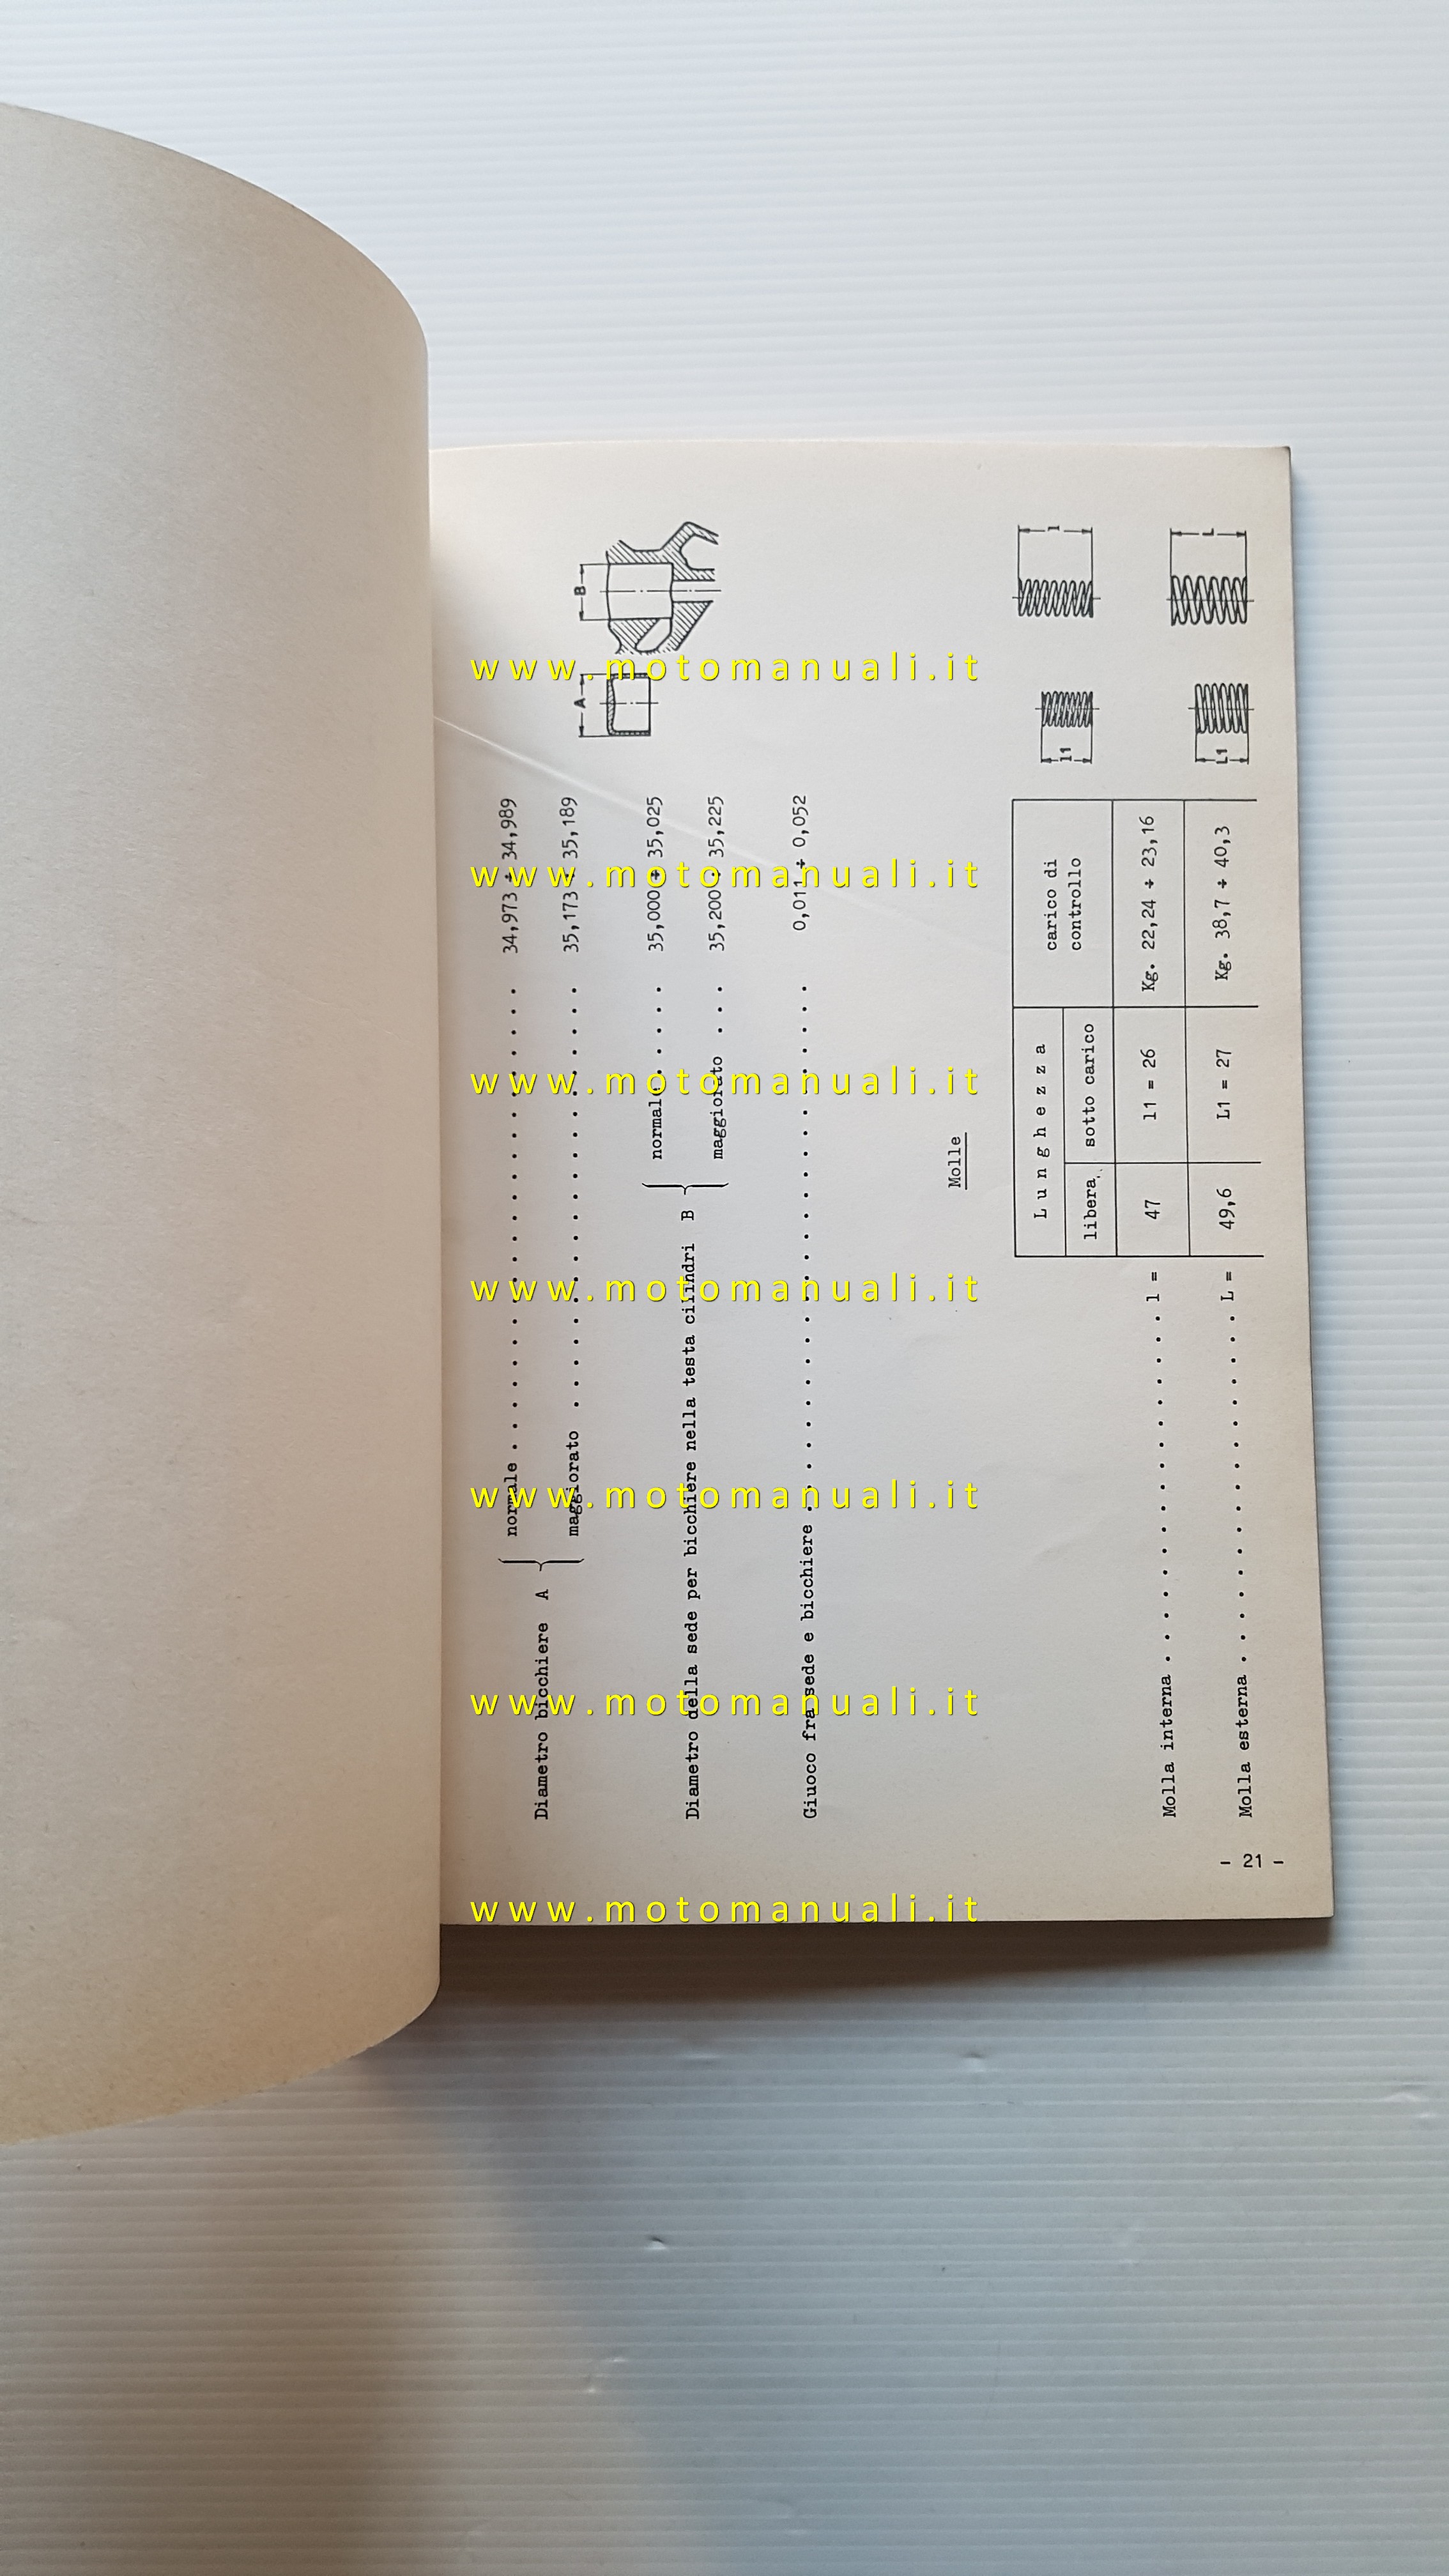 normale . . . . . . . . . . . . . . . . . . . . . . 34,973 ÷ 34,989
Diametro bicchiere A
maggiorato . . . . . . . . . . . . . . . . . . . . 35,173 ÷ 35,189
normale . . . . . 35,000 ÷ 35,025
Diametro della sede per bicchiere nella testa cilindri B
maggiorato . . . 35,200 ÷ 35,225
Giuoco fra sede e bicchiere . . . . . . . . . . . . . . . . . . . . . . . . . . 0,011 ÷ 0,052
A
B
Molle
Lunghezza
carico di
controllo
libera
sotto carico
Molla interna . . . . . . . . . . . . . . . . . l = 47 l1 = 26 Kg. 22,24 ÷ 23,16
l1
l
Molla esterna . . . . . . . . . . . . . . . . . L = 49,6 L1 = 27 Kg. 38,7 ÷ 40,3
L1
L
- 21 -
www.motomanuali.it
www.motomanuali.it
www.motomanuali.it
www.motomanuali.it
www.motomanuali.it
www.motomanuali.it
www.motomanuali.it